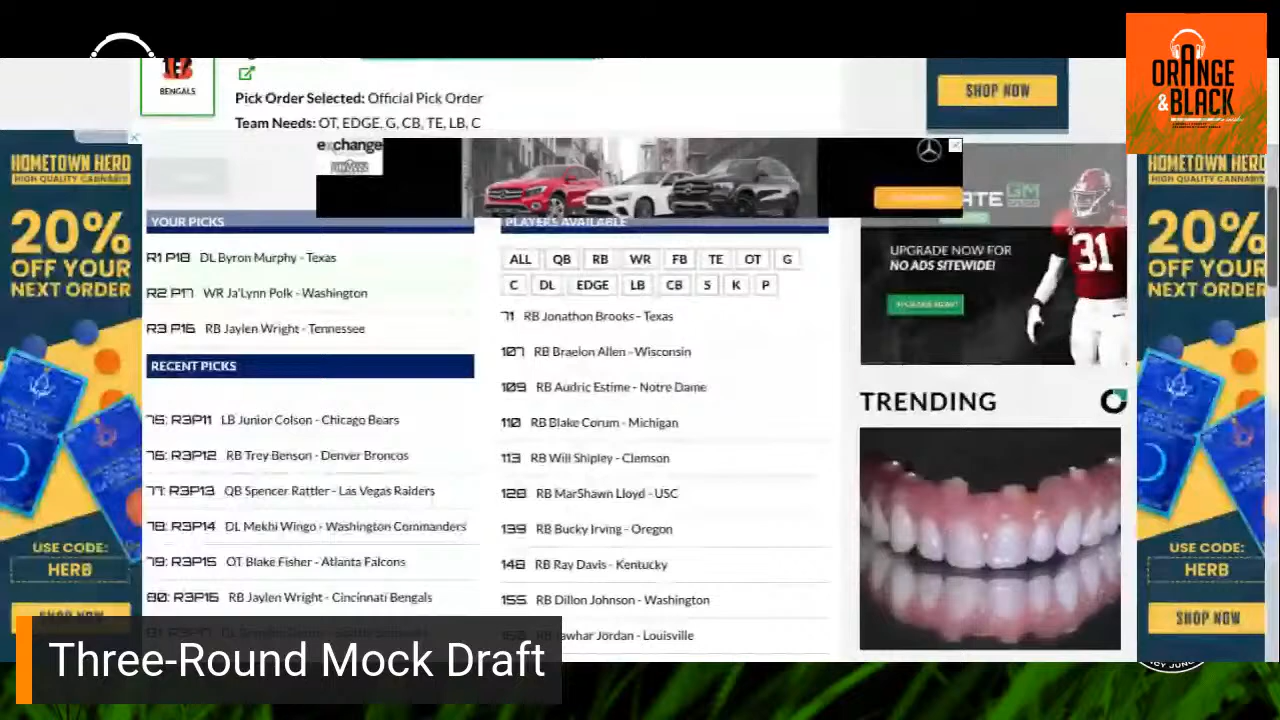 BENGALS
Pick Order Selected: Official Pick Order
Team Needs: OT, EDGE, G, CB, TE, LB, C
SHOP NOW
A
ORANGE
& BLACK
HOMETOWN HERO
HIGH QUALITY CANNABIS
20%
OFF YOUR
NEXT ORDER
USE CODE:
HERB
SHOP NOW
exchange
YOUR PICKS
R1 P18 DL Byron Murphy - Texas
R2 P17 WR Ja'Lynn Polk - Washington
R3 P16 RB Jaylen Wright - Tennessee
RECENT PICKS
75: R3P11 LB Junior Colson - Chicago Bears
76: R3P12 RB Trey Benson - Denver Broncos
77: R3P13 QB Spencer Rattler - Las Vegas Raiders
78: R3P14 DL Mekhi Wingo - Washington Commanders
79: R3P15 OT Blake Fisher - Atlanta Falcons
80: R3P16 RB Jaylen Wright - Cincinnati Bengals
PLAYERS AVAILABLE
ALL QB RB WR FB TE OT G
C DL EDGE LB CB S K P
71 RB Jonathon Brooks - Texas
107 RB Braelon Allen - Wisconsin
109 RB Audric Estime - Notre Dame
110 RB Blake Corum - Michigan
113 RB Will Shipley - Clemson
128 RB MarShawn Lloyd - USC
139 RB Bucky Irving - Oregon
148 RB Ray Davis - Kentucky
155 RB Dillon Johnson - Washington
Jawhar Jordan - Louisville
UPGRADE NOW FOR
NO ADS SITEWIDE!
UPGRADE NOW!
31
TRENDING
HOMETOWN HERO
HIGH QUALITY CANNABIS
20%
OFF YOUR
NEXT ORDER
USE CODE:
HERB
SHOP NOW
Three-Round Mock Draft